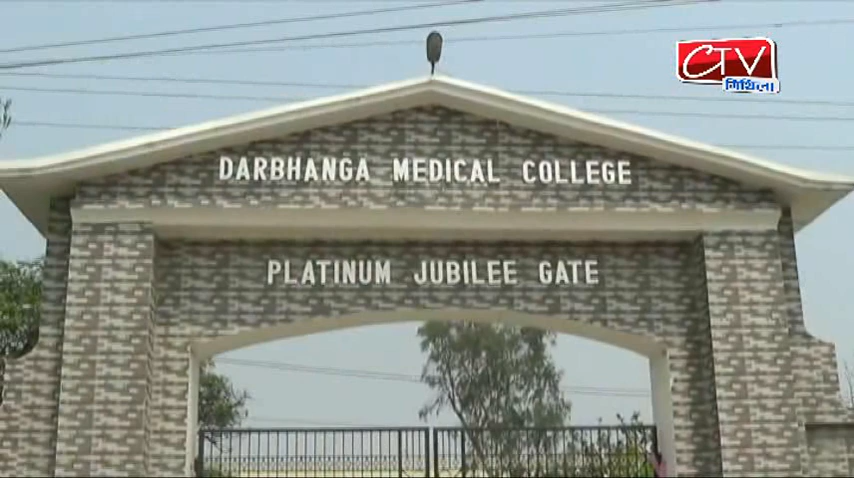 CTV
मिथिला
DARBHANGA MEDICAL COLLEGE
PLATINUM JUBILEE GATE